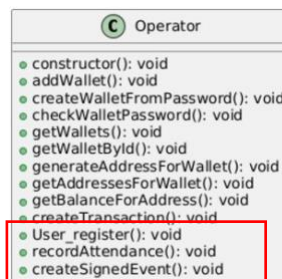 C Operator
constructor(): void
addWallet(): void
createWalletFromPassword(): void
checkWalletPassword(): void
getWallets(): void
getWalletById(): void
generateAddressForWallet(): void
getAddressesForWallet(): void
getBalanceForAddress(): void
createTransaction(): void
User_register(): void
recordAttendance(): void
createSignedEvent(): void